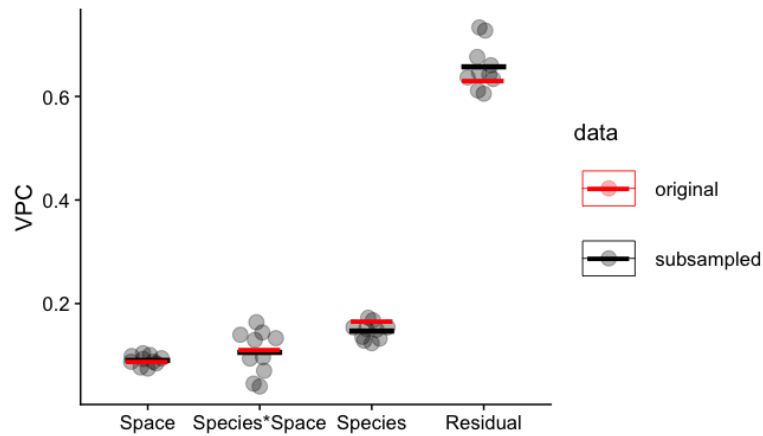 VPC
0.6
0.4
0.2
Space Species*Space Species Residual
data
original
subsampled